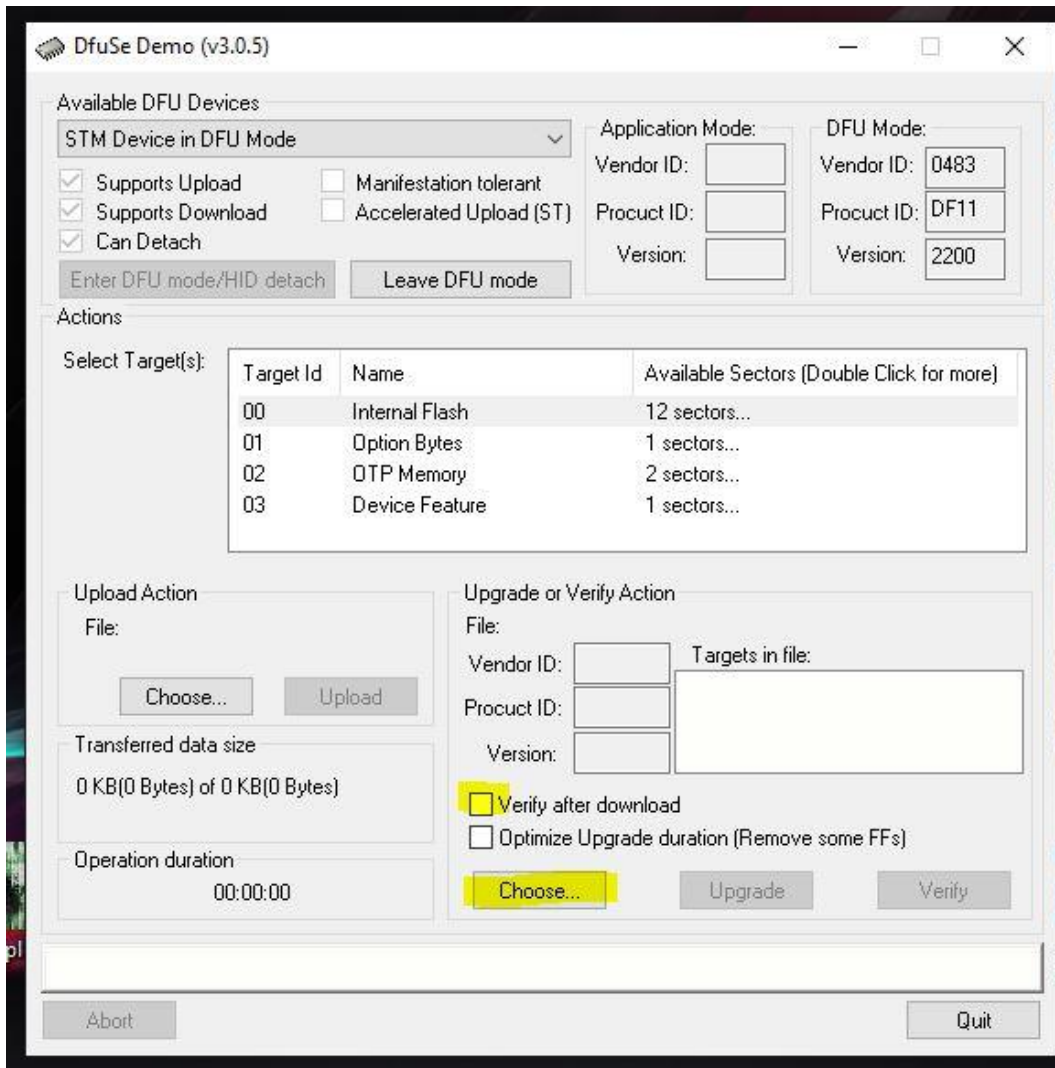 DfuSe Demo (v3.0.5)
Available DFU Devices
STM Device in DFU Mode
Supports Upload
Manifestation tolerant
Supports Download
Accelerated Upload (ST)
Can Detach
Enter DFU mode/HID detach
Leave DFU mode
Application Mode:
Vendor ID:
Procuct ID:
Version:
DFU Mode:
Vendor ID: 0483
Procuct ID: DF11
Version: 2200
Actions
Select Target(s):
Target Id Name Available Sectors (Double Click for more)
00 Internal Flash 12 sectors...
01 Option Bytes 1 sectors...
02 OTP Memory 2 sectors...
03 Device Feature 1 sectors...
Upload Action
File:
Choose... Upload
Transferred data size
0 KB(0 Bytes) of 0 KB(0 Bytes)
Operation duration
00:00:00
Upgrade or Verify Action
File:
Vendor ID:
Procuct ID:
Version:
Targets in file:
Verify after download
Optimize Upgrade duration (Remove some FFs)
Choose... Upgrade Verify
pl
Abort Quit